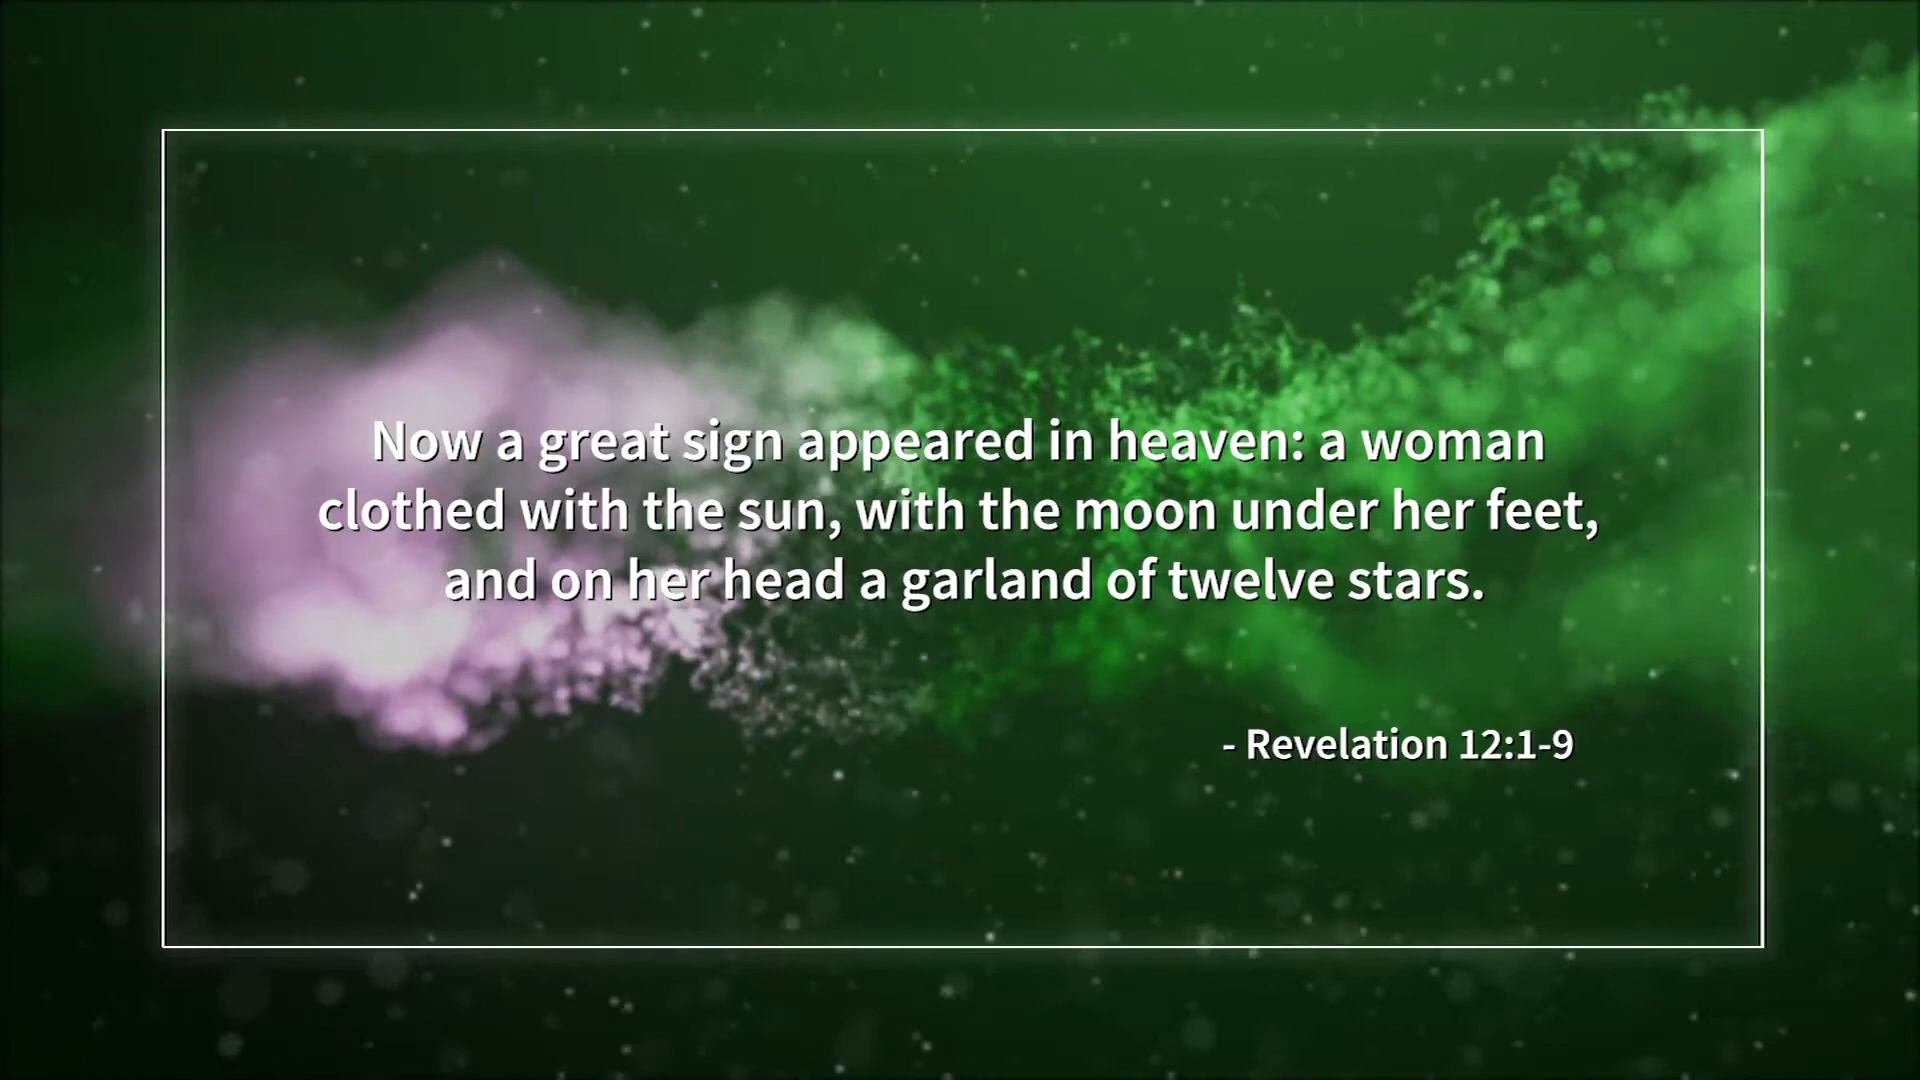 Now a great sign appeared in heaven: a woman
clothed with the sun, with the moon under her feet,
and on her head a garland of twelve stars.
- Revelation 12:1-9